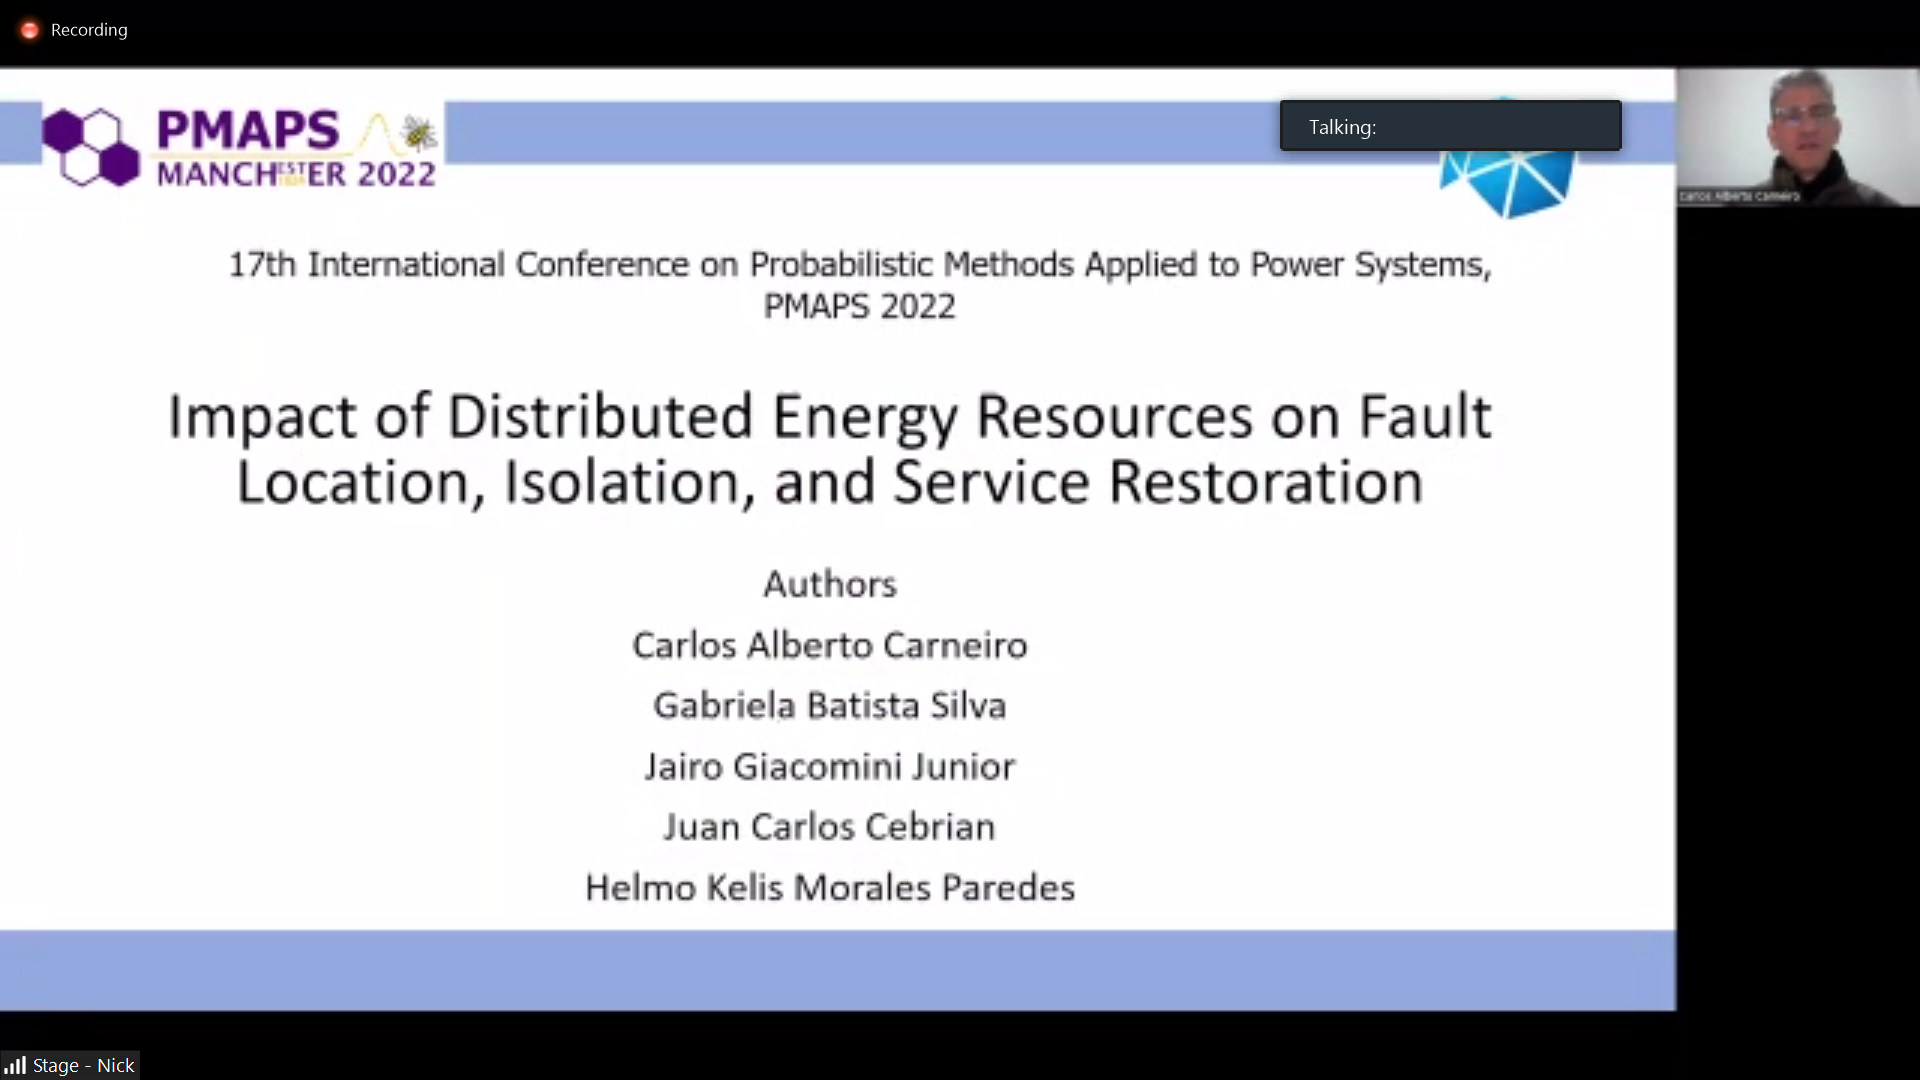 Recording
PMAPS
MANCHESTER 2022
Talking:
Carlos Alberto Carneiro
17th International Conference on Probabilistic Methods Applied to Power Systems,
PMAPS 2022
Impact of Distributed Energy Resources on Fault
Location, Isolation, and Service Restoration
Authors
Carlos Alberto Carneiro
Gabriela Batista Silva
Jairo Giacomini Junior
Juan Carlos Cebrian
Helmo Kelis Morales Paredes
Stage - Nick